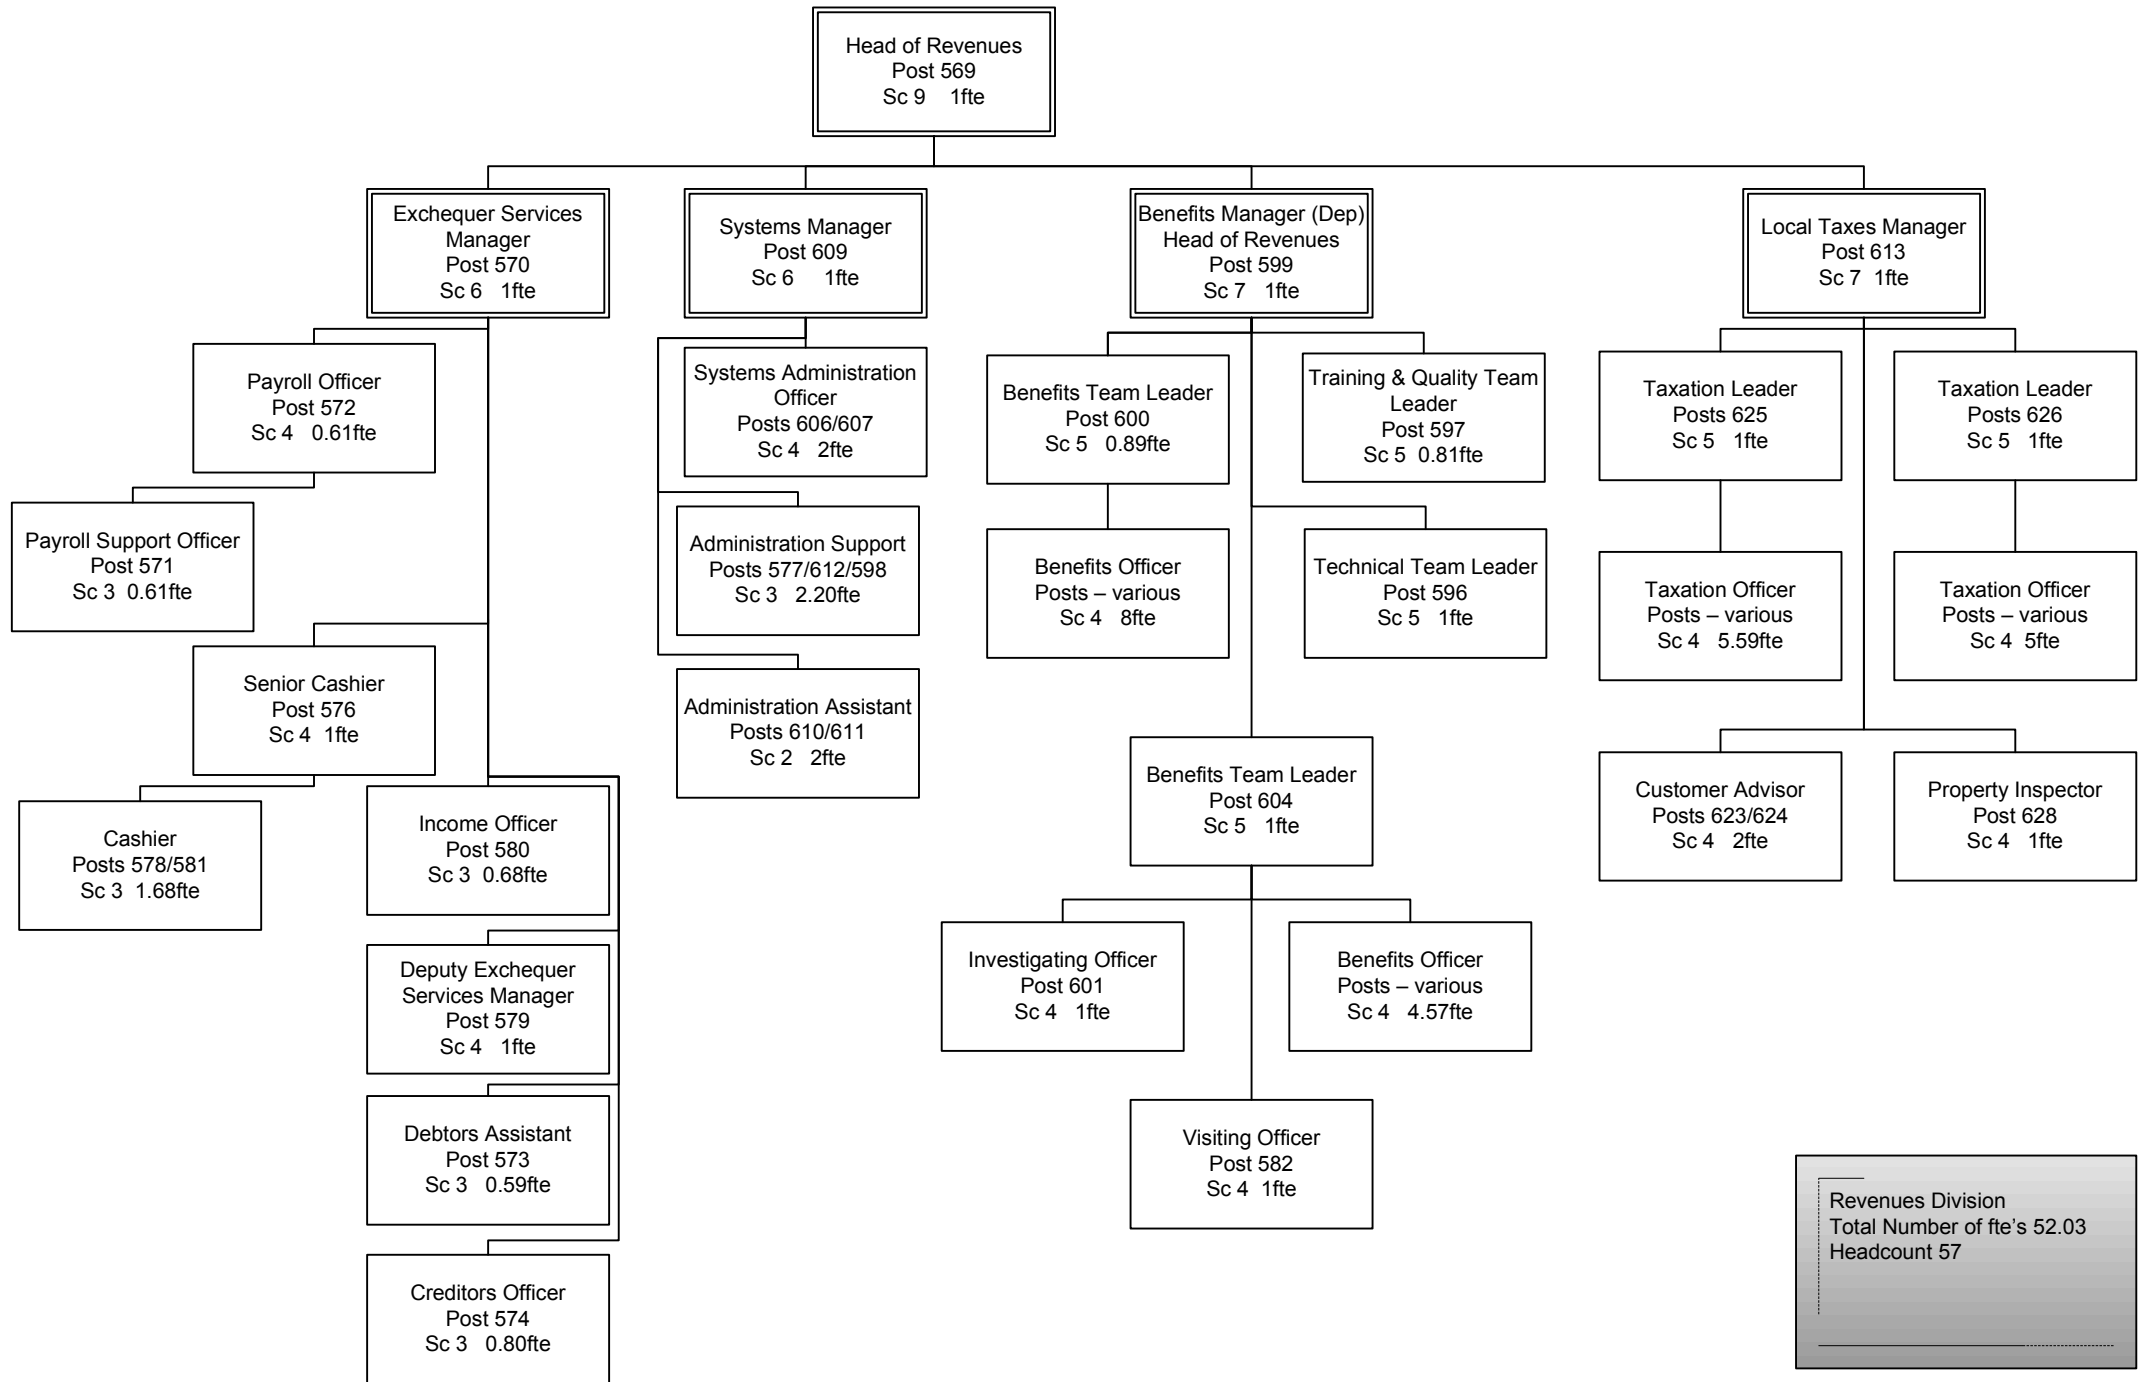 Head of Revenues
Post 569
Sc 9 1fte
Exchequer Services
Manager
Post 570
Sc 6 1fte
Systems Manager
Post 609
Sc 6 1fte
Benefits Manager (Dep)
Head of Revenues
Post 599
Sc 7 1fte
Local Taxes Manager
Post 613
Sc 7 1fte
Payroll Officer
Post 572
Sc 4 0.61fte
Payroll Support Officer
Post 571
Sc 3 0.61fte
Senior Cashier
Post 576
Sc 4 1fte
Cashier
Posts 578/581
Sc 3 1.68fte
Income Officer
Post 580
Sc 3 0.68fte
Deputy Exchequer
Services Manager
Post 579
Sc 4 1fte
Debtors Assistant
Post 573
Sc 3 0.59fte
Creditors Officer
Post 574
Sc 3 0.80fte
Systems Administration
Officer
Posts 606/607
Sc 4 2fte
Administration Support
Posts 577/612/598
Sc 3 2.20fte
Administration Assistant
Posts 610/611
Sc 2 2fte
Benefits Team Leader
Post 600
Sc 5 0.89fte
Training & Quality Team
Leader
Post 597
Sc 5 0.81fte
Benefits Officer
Posts – various
Sc 4 8fte
Technical Team Leader
Post 596
Sc 5 1fte
Benefits Team Leader
Post 604
Sc 5 1fte
Investigating Officer
Post 601
Sc 4 1fte
Benefits Officer
Posts – various
Sc 4 4.57fte
Visiting Officer
Post 582
Sc 4 1fte
Taxation Leader
Posts 625
Sc 5 1fte
Taxation Leader
Posts 626
Sc 5 1fte
Taxation Officer
Posts – various
Sc 4 5.59fte
Taxation Officer
Posts – various
Sc 4 5fte
Customer Advisor
Posts 623/624
Sc 4 2fte
Property Inspector
Post 628
Sc 4 1fte
Revenues Division
Total Number of fte's 52.03
Headcount 57